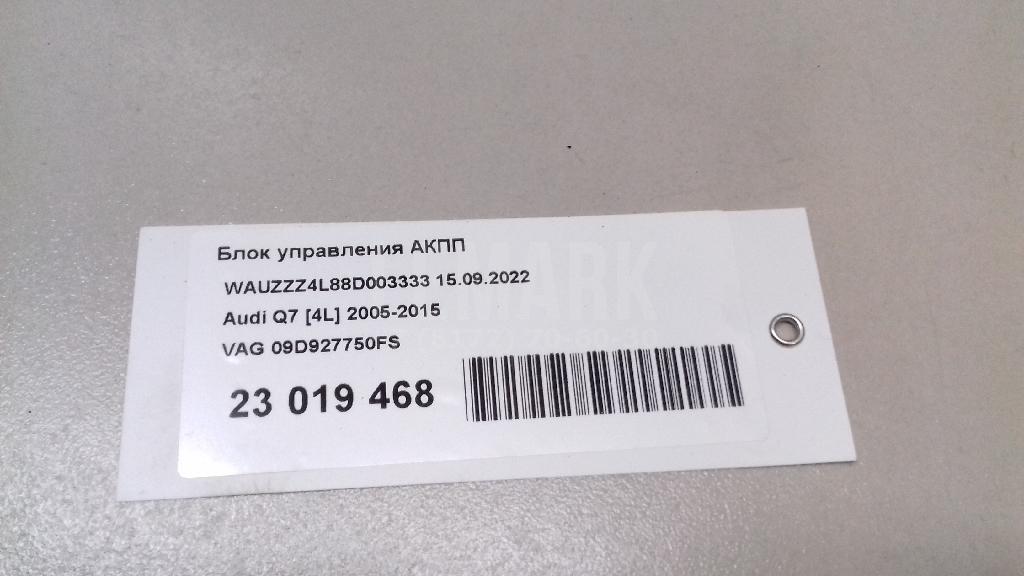 Блок управления АКПП
WAUZZZ4L88D003333 15.09.2022
Audi Q7 [4L] 2005-2015
VAG 09D927750FS
23 019 468